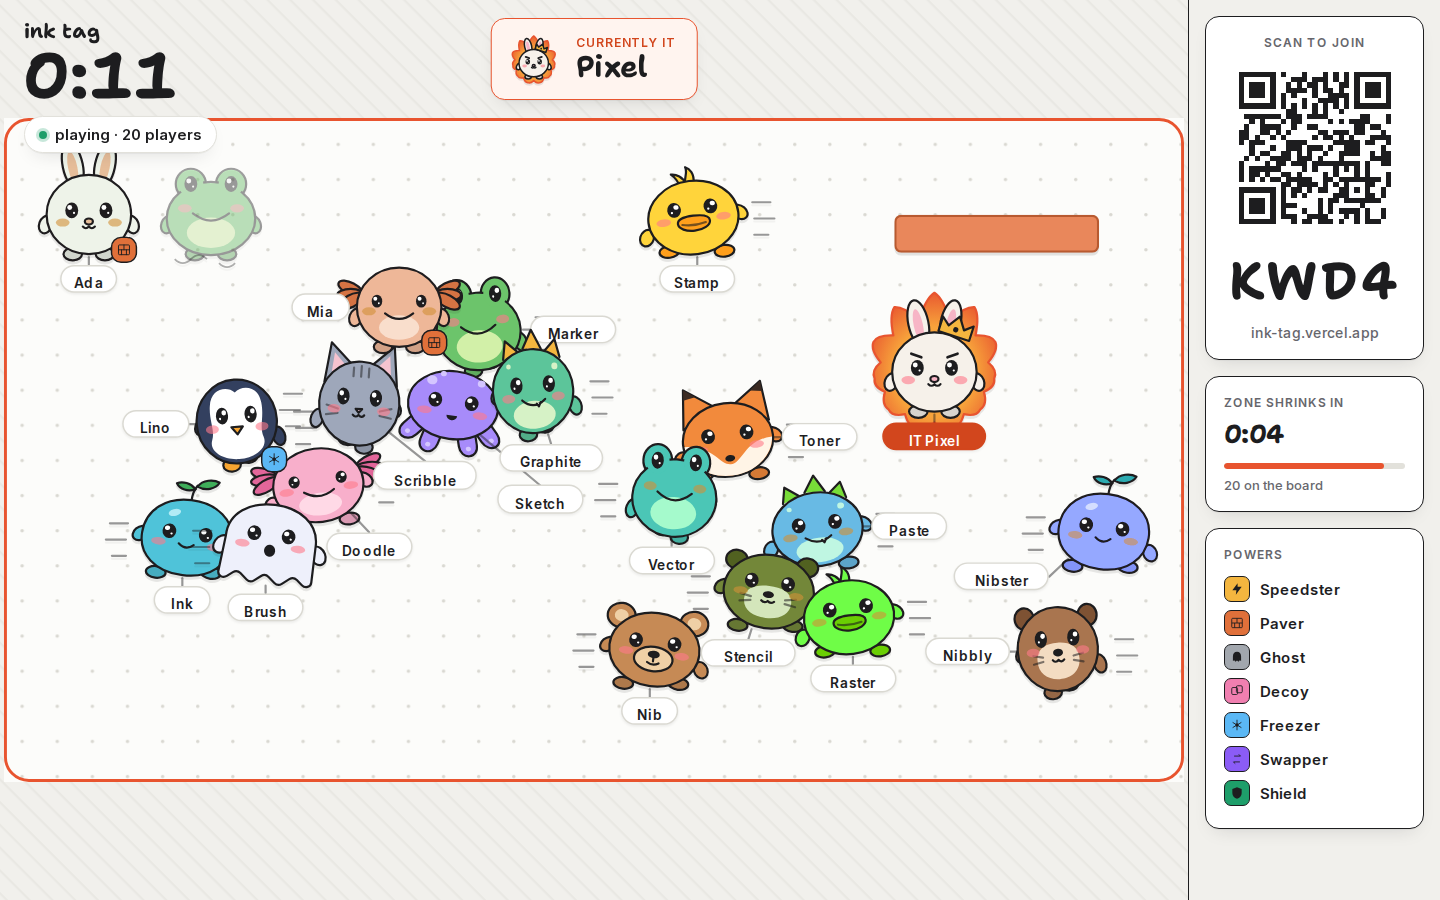 ink tag
0:11
CURRENTLY IT
Pixel
playing · 20 players
Ada
Stamp
Mia
Marker
Lino
Toner
IT Pixel
Graphite
Scribble
Sketch
Paste
Doodle
Vector
Nibster
Ink
Brush
Stencil
Nibbly
Raster
Nib
SCAN TO JOIN
KWD4
ink-tag.vercel.app
ZONE SHRINKS IN
0:04
20 on the board
POWERS
Speedster
Paver
Ghost
Decoy
Freezer
Swapper
Shield